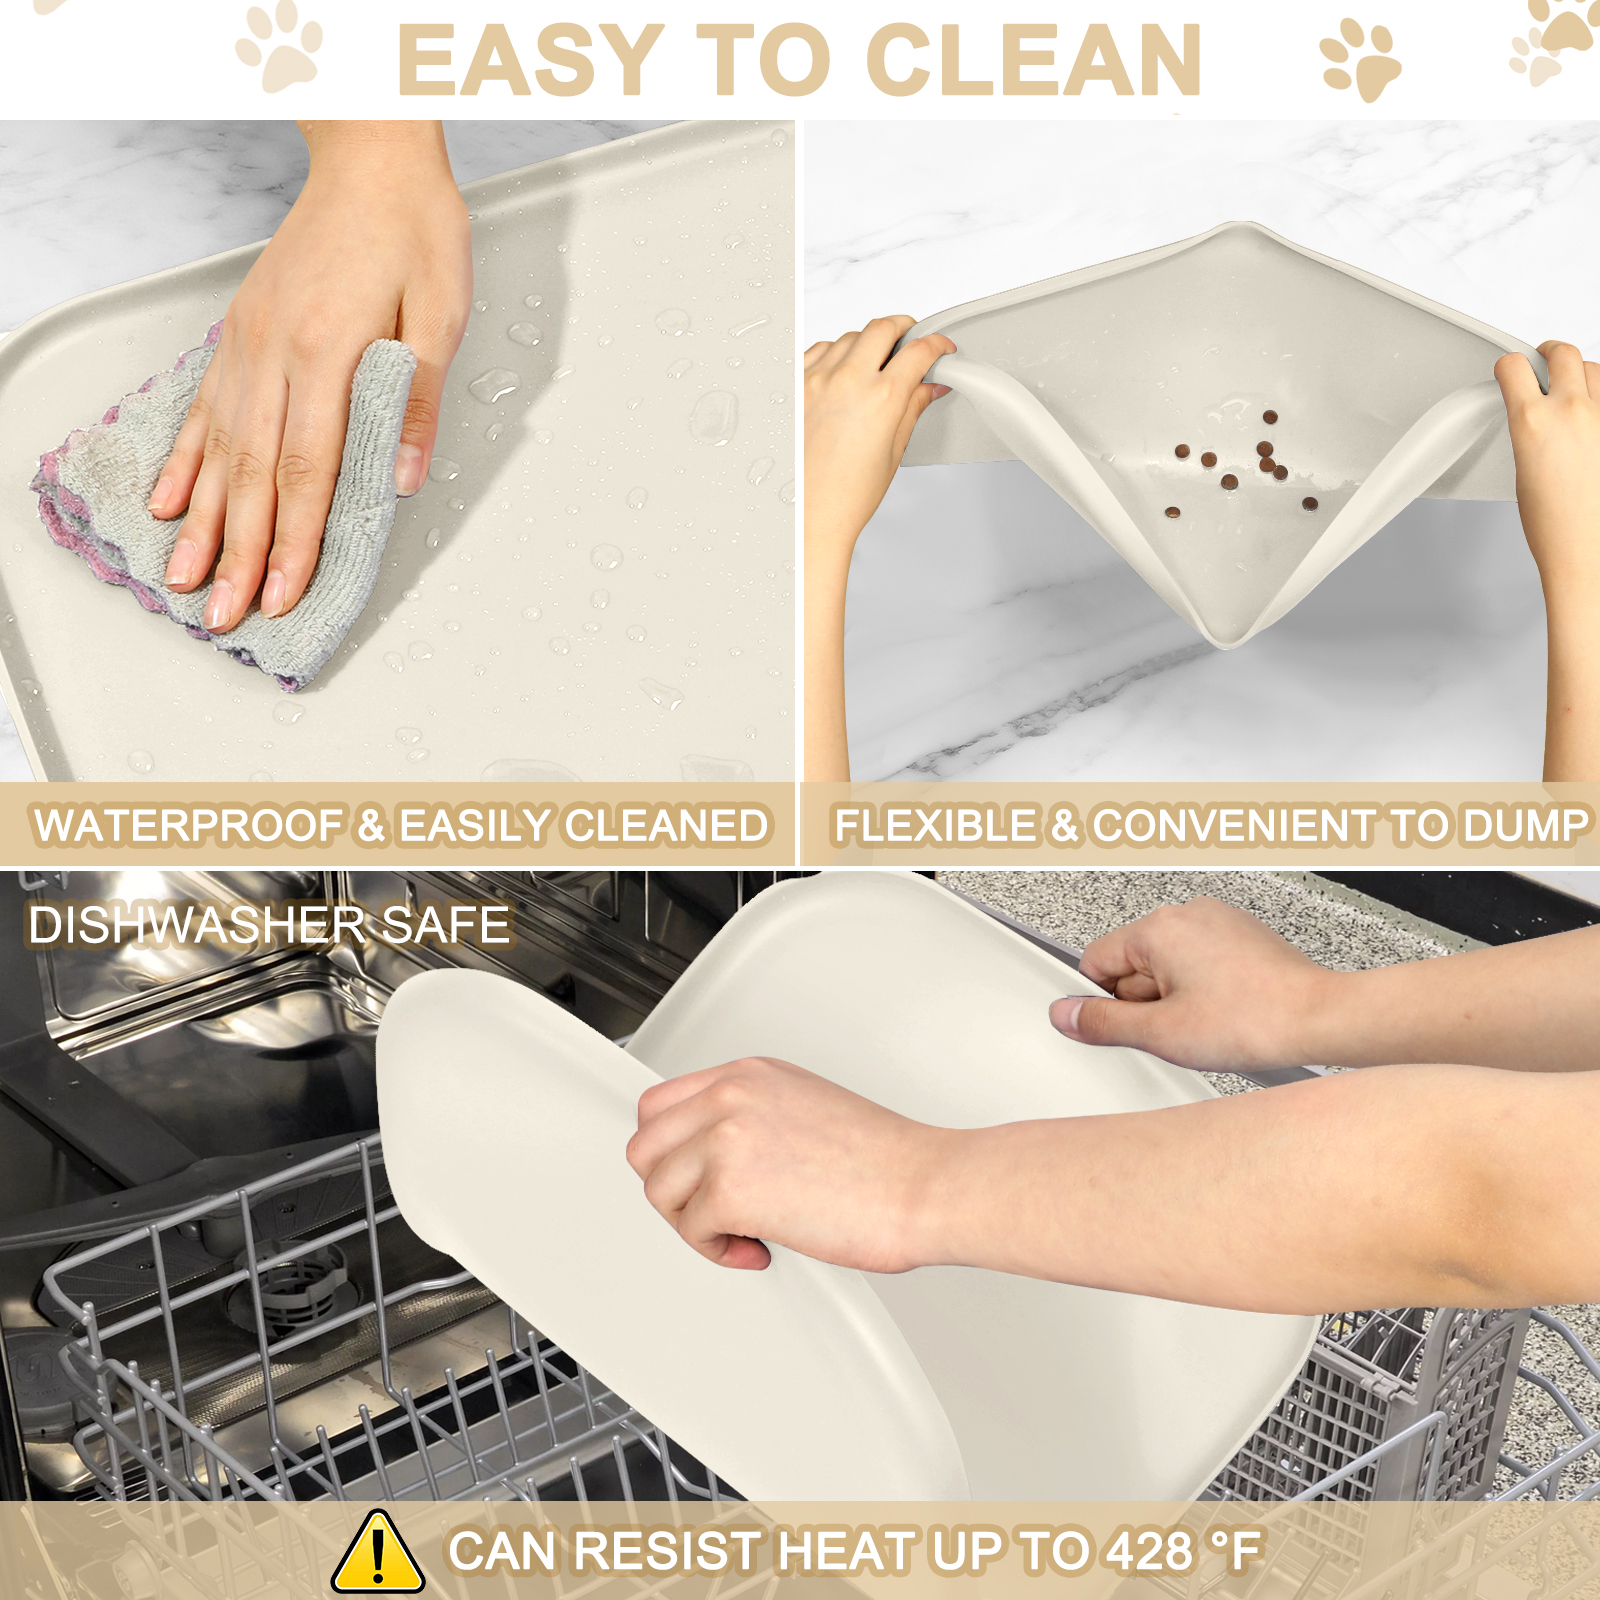 EASY TO CLEAN
WATERPROOF & EASILY CLEANED
FLEXIBLE & CONVENIENT TO DUMP
DISHWASHER SAFE
CAN RESIST HEAT UP TO 428 °F